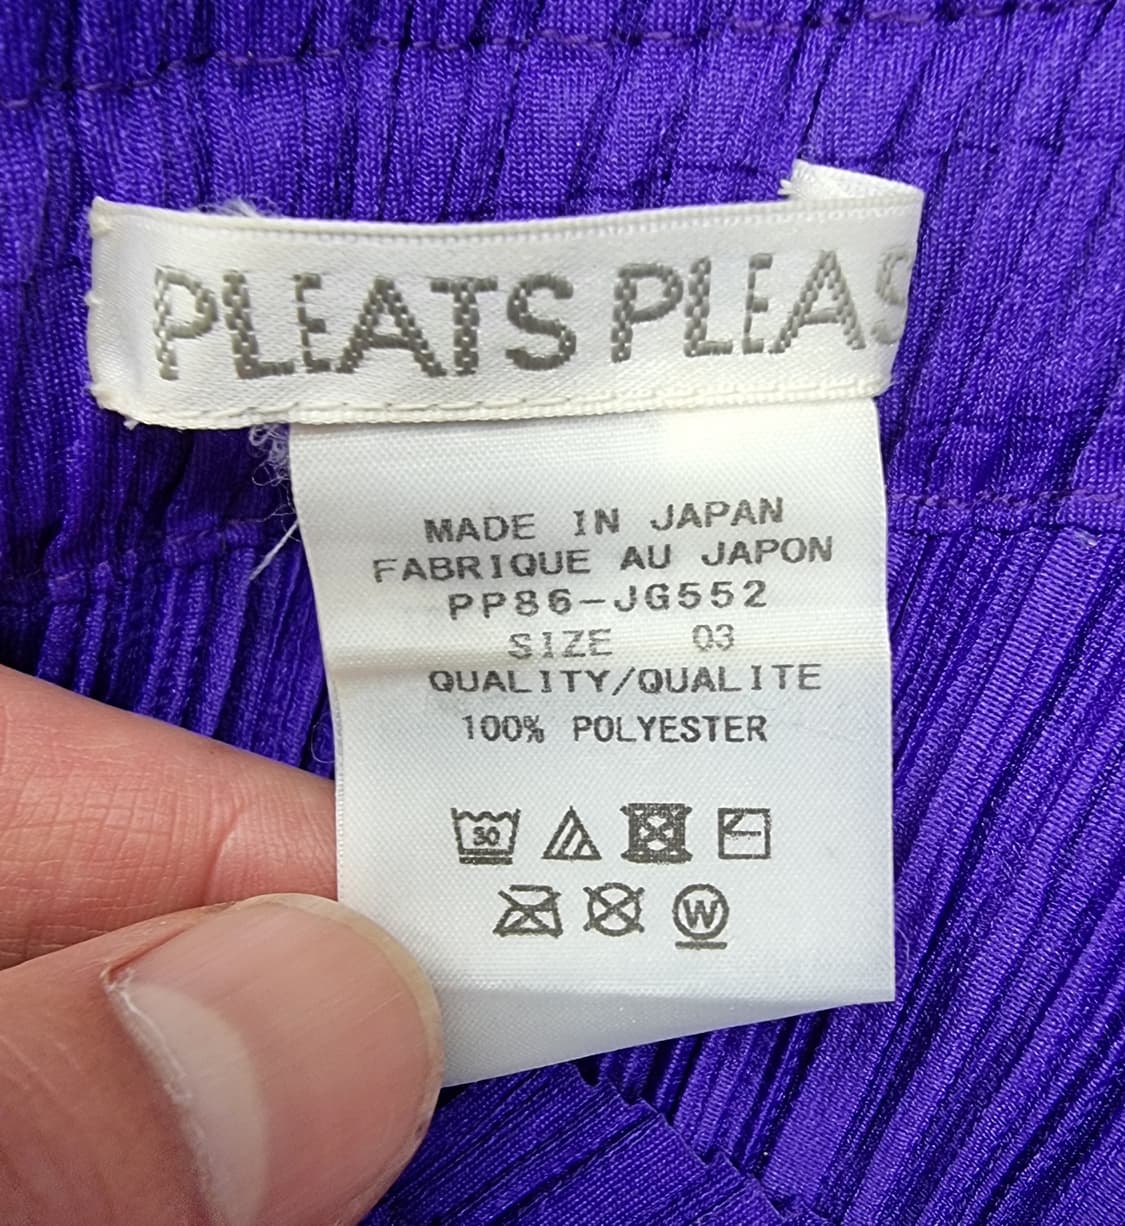 PLEATS PLEAS
MADE IN JAPAN
FABRIQUE AU JAPON
PP86-JG552
SIZE 03
QUALITY/QUALITE
100% POLYESTER
30
W